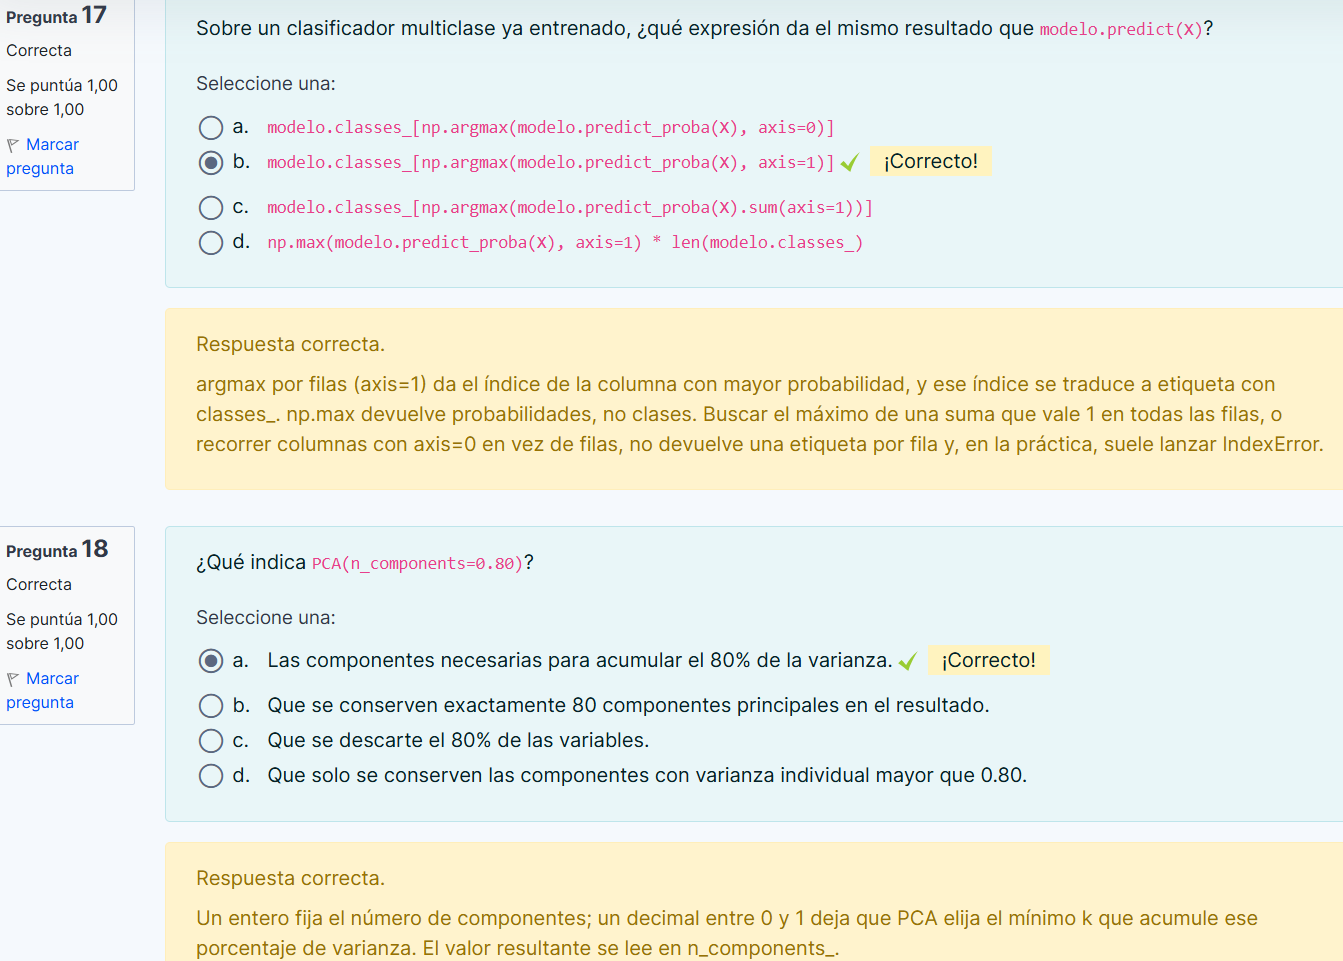 Pregunta 17
Correcta
Se puntúa 1,00
sobre 1,00
Marcar
pregunta
Sobre un clasificador multiclase ya entrenado, ¿qué expresión da el mismo resultado que modelo.predict(X)?
Seleccione una:
a. modelo.classes_[np.argmax(modelo.predict_proba(X), axis=0)]
b. modelo.classes_[np.argmax(modelo.predict_proba(X), axis=1)] ¡Correcto!
c. modelo.classes_[np.argmax(modelo.predict_proba(X).sum(axis=1))]
d. np.max(modelo.predict_proba(X), axis=1) * len(modelo.classes_)
Respuesta correcta.
argmax por filas (axis=1) da el índice de la columna con mayor probabilidad, y ese índice se traduce a etiqueta con
classes_. np.max devuelve probabilidades, no clases. Buscar el máximo de una suma que vale 1 en todas las filas, o
recorrer columnas con axis=0 en vez de filas, no devuelve una etiqueta por fila y, en la práctica, suele lanzar IndexError.
Pregunta 18
Correcta
Se puntúa 1,00
sobre 1,00
Marcar
pregunta
¿Qué indica PCA(n_components=0.80)?
Seleccione una:
a. Las componentes necesarias para acumular el 80% de la varianza. ¡Correcto!
b. Que se conserven exactamente 80 componentes principales en el resultado.
c. Que se descarte el 80% de las variables.
d. Que solo se conserven las componentes con varianza individual mayor que 0.80.
Respuesta correcta.
Un entero fija el número de componentes; un decimal entre 0 y 1 deja que PCA elija el mínimo k que acumule ese
porcentaje de varianza. El valor resultante se lee en n_components_.